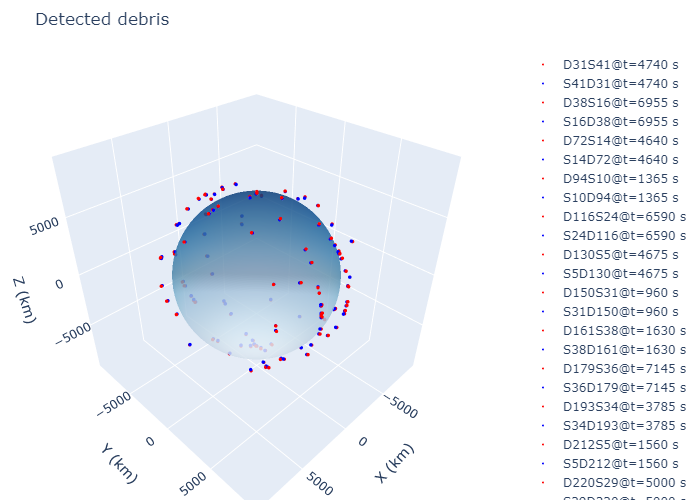 Detected debris
D31S41@t=4740 s
S41D31@t=4740 s
D38S16@t=6955 s
S16D38@t=6955 s
D72S14@t=4640 s
S14D72@t=4640 s
D94S10@t=1365 s
S10D94@t=1365 s
D116S24@t=6590 s
S24D116@t=6590 s
D130S5@t=4675 s
S5D130@t=4675 s
D150S31@t=960 s
S31D150@t=960 s
D161S38@t=1630 s
S38D161@t=1630 s
D179S36@t=7145 s
S36D179@t=7145 s
D193S34@t=3785 s
S34D193@t=3785 s
D212S5@t=1560 s
S5D212@t=1560 s
D220S29@t=5000 s
5000
0
−5000
Z (km)
−5000
0
5000
Y (km)
−5000
0
5000
X (km)